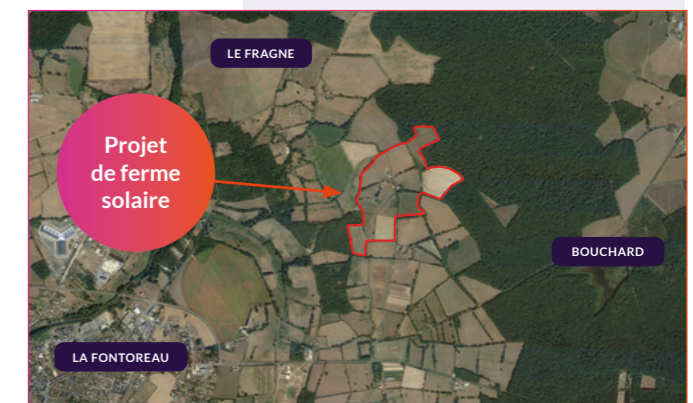 LE FRAGNE
Projet
de ferme
solaire
BOUCHARD
LA FONTOREAU